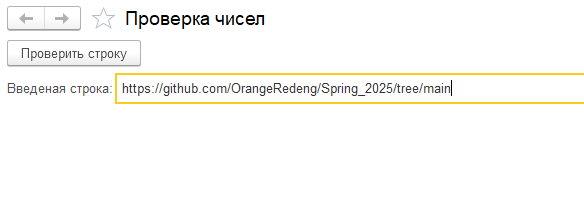 Проверка чисел
Проверить строку
Введеная строка: https://github.com/OrangeRedeng/Spring_2025/tree/main